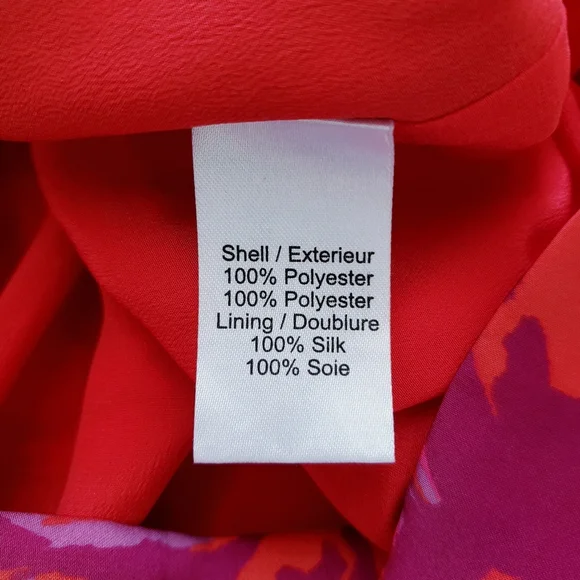 Shell / Exterieur
100% Polyester
100% Polyester
Lining / Doublure
100% Silk
100% Soie